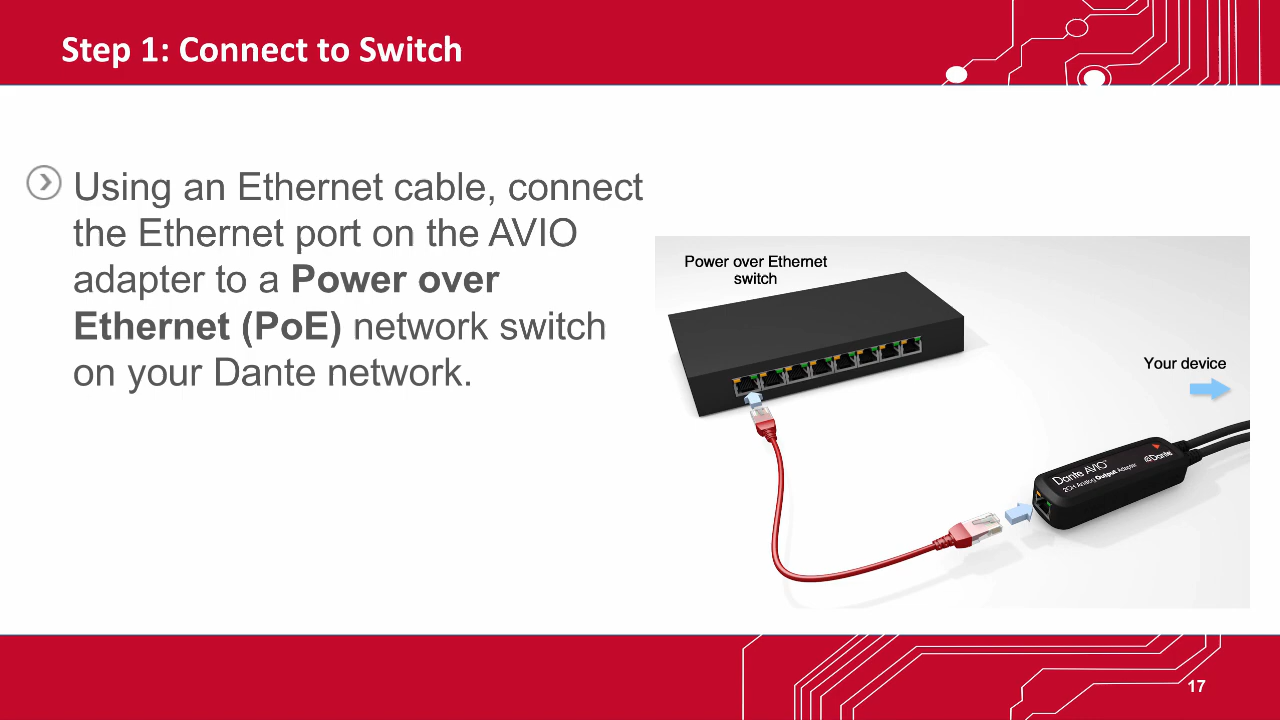 Step 1: Connect to Switch
Using an Ethernet cable, connect
the Ethernet port on the AVIO
adapter to a Power over
Ethernet (PoE) network switch
on your Dante network.
Power over Ethernet
switch
Your device
Dante AVIO™
2CH Analog Output Adapter
Dante
17